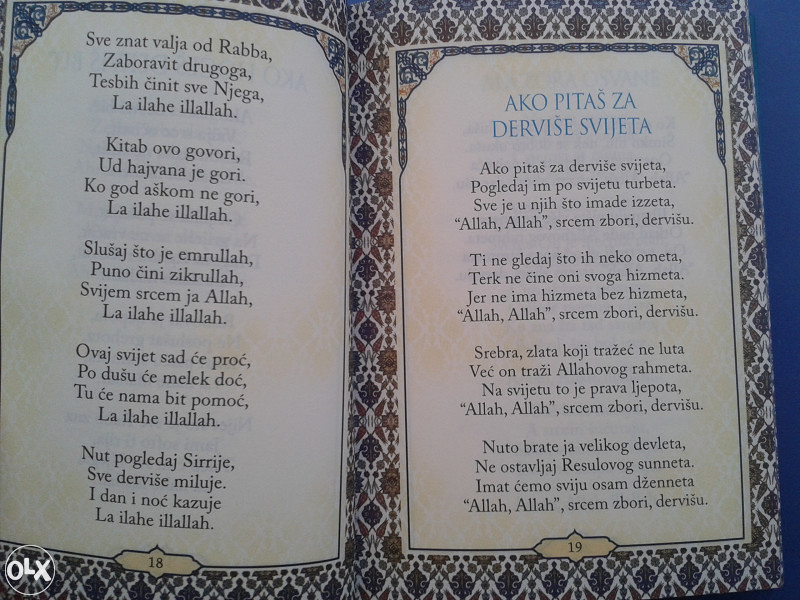 Sve znat valja od Rabba,
Zaboravit drugoga,
Tesbih činit sve Njega,
La ilahe illallah.
Kitab ovo govori,
Ud hajvana je gori.
Ko god aškom ne gori,
La ilahe illallah.
Slušaj što je emrullah,
Puno čini zikrullah,
Svijem srcem ja Allah,
La ilahe illallah.
Ovaj svijet sad će proć,
Po dušu će melek doć,
Tu će nama bit pomoć,
La ilahe illallah.
Nut pogledaj Sirrije,
Sve derviše miluje.
I dan i noć kazuje
La ilahe illallah.
18
AKO PITAŠ ZA
DERVIŠE SVIJETA
Ako pitaš za derviše svijeta,
Pogledaj im po svijetu turbeta.
Sve je u njih što imade izzeta,
“Allah, Allah”, srcem zbori, dervišu.
Ti ne gledaj što ih neko ometa,
Terk ne čine oni svoga hizmeta.
Jer ne ima hizmeta bez hizmeta,
“Allah, Allah”, srcem zbori, dervišu.
Srebra, zlata koji tražeć ne luta
Već on traži Allahovog rahmeta.
Na svijetu to je prava ljepota,
“Allah, Allah”, srcem zbori, dervišu.
Nuto brate ja velikog devleta,
Ne ostavljaj Resulovog sunneta.
Imat ćemo sviju osam dženneta
“Allah, Allah”, srcem zbori, dervišu.
19
OLX